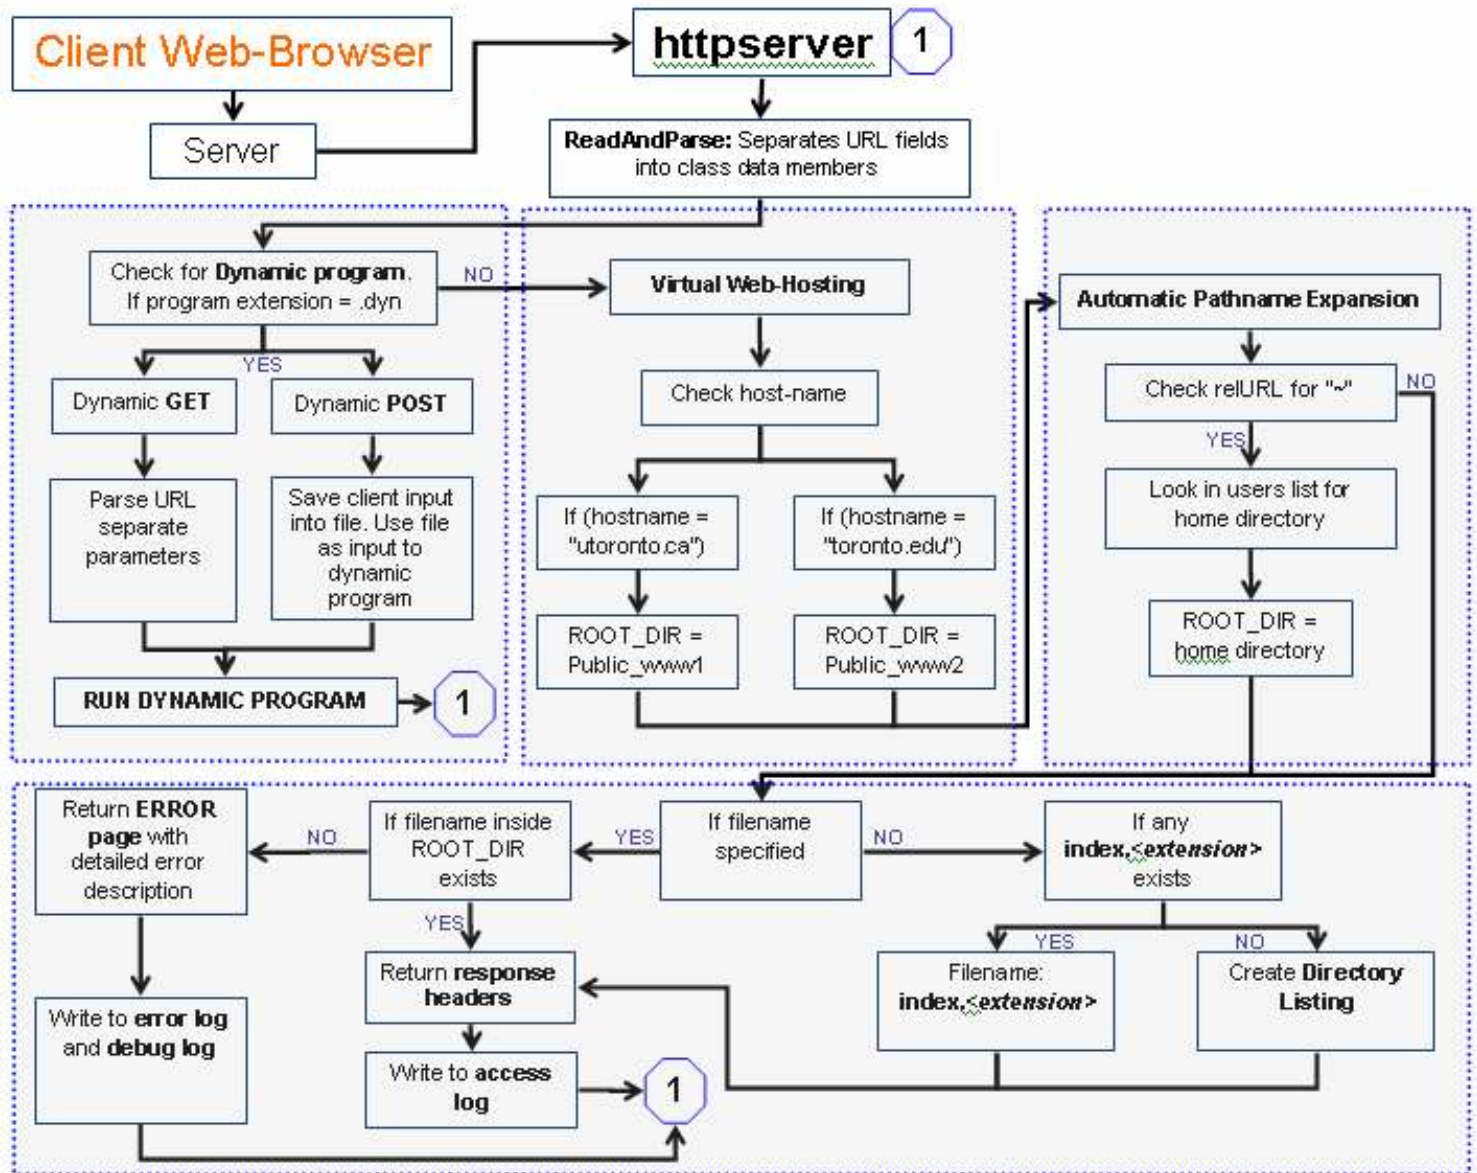 Client Web-Browser
httpserver
1
Server
ReadAndParse: Separates URL fields
into class data members
Check for Dynamic program.
If program extension = .dyn
NO
YES
Dynamic GET
Dynamic POST
Parse URL
separate
parameters
Save client input
into file. Use file
as input to
dynamic
program
RUN DYNAMIC PROGRAM
1
Virtual Web-Hosting
Check host-name
If (hostname =
"utoronto.ca")
If (hostname =
"toronto.edu")
ROOT_DIR =
Public_www1
ROOT_DIR =
Public_www2
Automatic Pathname Expansion
Check relURL for "~"
NO
YES
Look in users list for
home directory
ROOT_DIR =
home directory
Return ERROR
page with
detailed error
description
NO
If filename inside
ROOT_DIR
exists
YES
If filename
specified
NO
If any
index.<extension>
exists
YES
YES
NO
Return response
headers
Filename:
index.<extension>
Create Directory
Listing
Write to error log
and debug log
Write to access
log
1